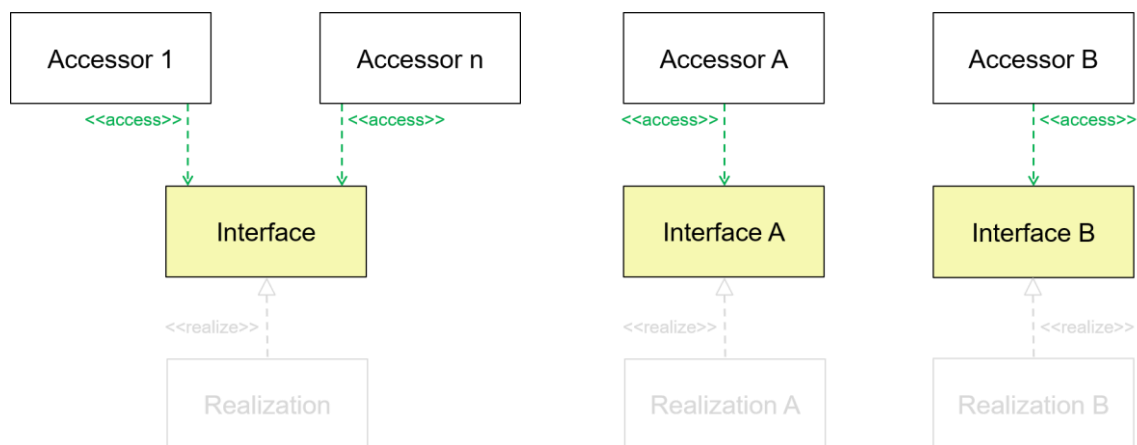 Accessor 1
Accessor n
Accessor A
Accessor B
<<access>>
<<access>>
<<access>>
<<access>>
Interface
Interface A
Interface B
<<realize>>
<<realize>>
<<realize>>
Realization
Realization A
Realization B